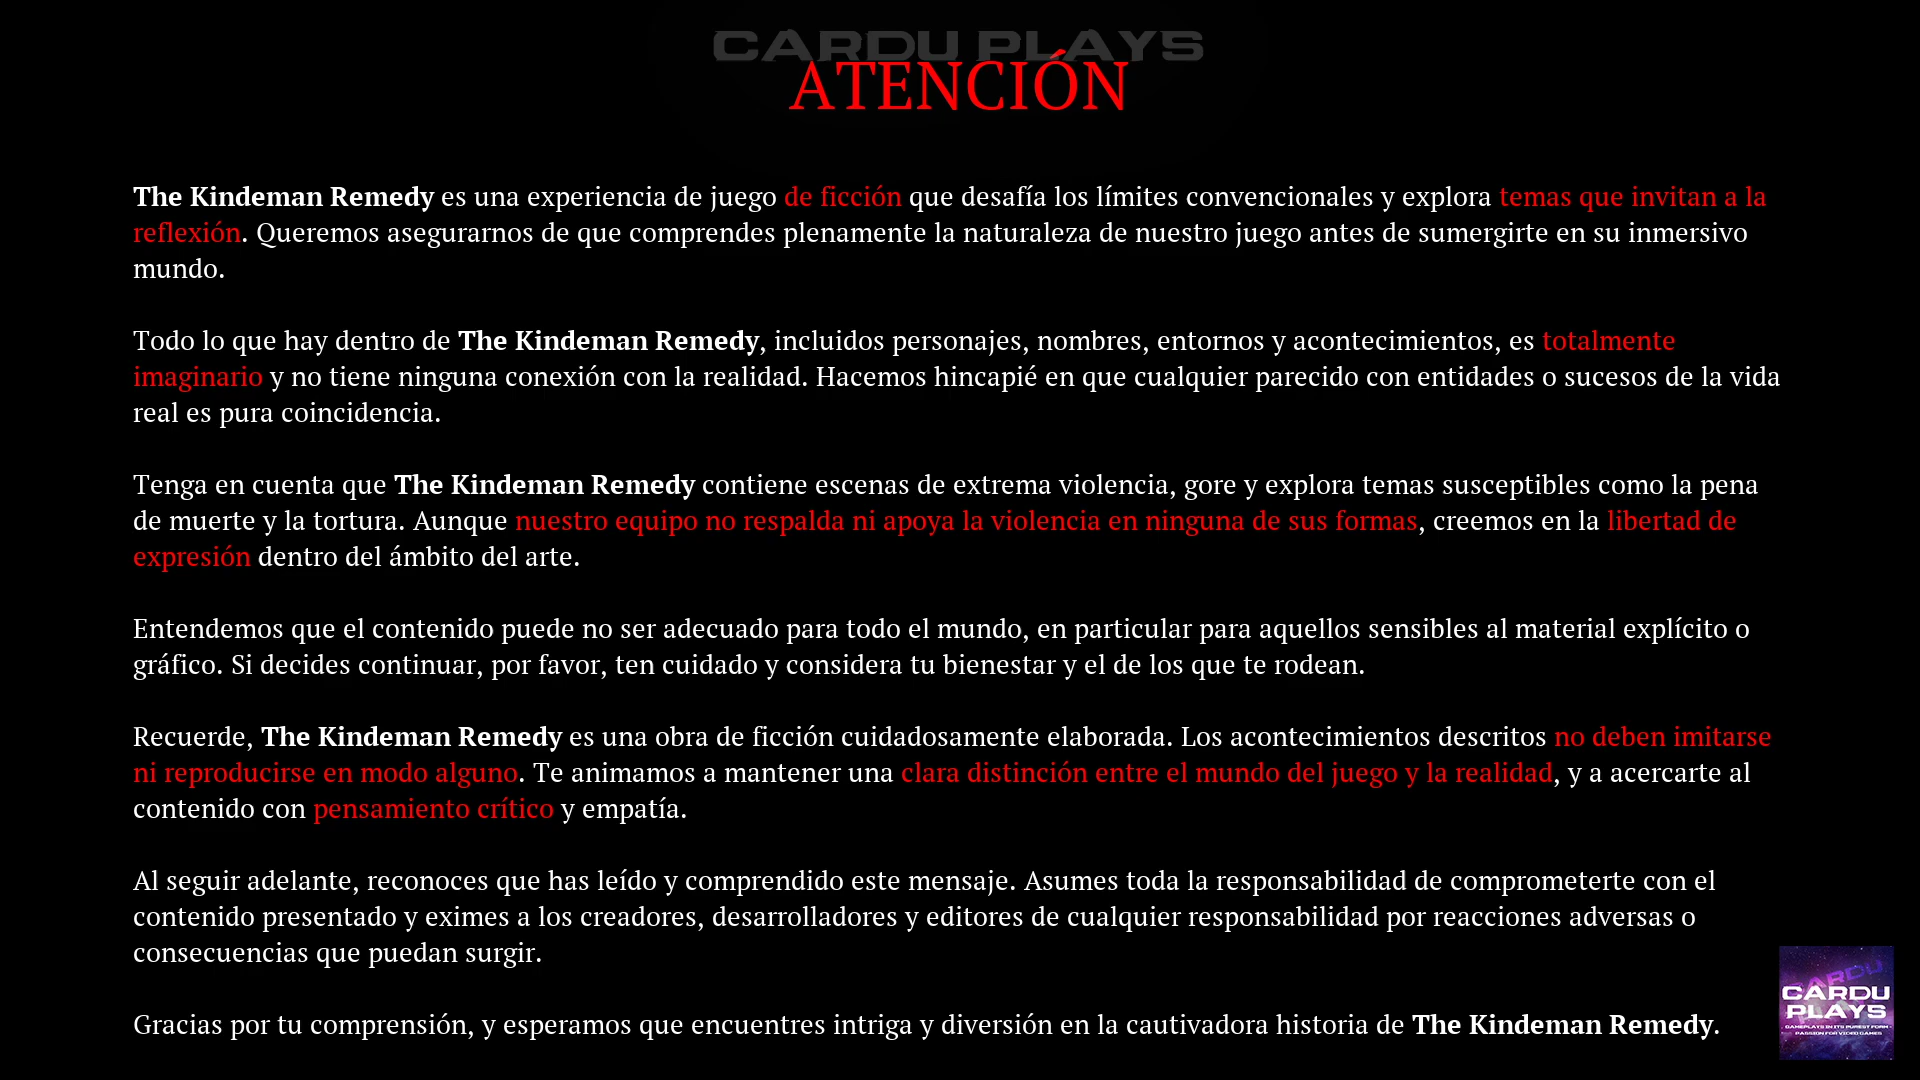 CARDU PLAYS
ATENCIÓN
The Kindeman Remedy es una experiencia de juego de ficción que desafía los límites convencionales y explora temas que invitan a la
reflexión. Queremos asegurarnos de que comprendes plenamente la naturaleza de nuestro juego antes de sumergirte en su inmersivo
mundo.
Todo lo que hay dentro de The Kindeman Remedy, incluidos personajes, nombres, entornos y acontecimientos, es totalmente
imaginario y no tiene ninguna conexión con la realidad. Hacemos hincapié en que cualquier parecido con entidades o sucesos de la vida
real es pura coincidencia.
Tenga en cuenta que The Kindeman Remedy contiene escenas de extrema violencia, gore y explora temas susceptibles como la pena
de muerte y la tortura. Aunque nuestro equipo no respalda ni apoya la violencia en ninguna de sus formas, creemos en la libertad de
expresión dentro del ámbito del arte.
Entendemos que el contenido puede no ser adecuado para todo el mundo, en particular para aquellos sensibles al material explícito o
gráfico. Si decides continuar, por favor, ten cuidado y considera tu bienestar y el de los que te rodean.
Recuerde, The Kindeman Remedy es una obra de ficción cuidadosamente elaborada. Los acontecimientos descritos no deben imitarse
ni reproducirse en modo alguno. Te animamos a mantener una clara distinción entre el mundo del juego y la realidad, y a acercarte al
contenido con pensamiento crítico y empatía.
Al seguir adelante, reconoces que has leído y comprendido este mensaje. Asumes toda la responsabilidad de comprometerte con el
contenido presentado y eximes a los creadores, desarrolladores y editores de cualquier responsabilidad por reacciones adversas o
consecuencias que puedan surgir.
Gracias por tu comprensión, y esperamos que encuentres intriga y diversión en la cautivadora historia de The Kindeman Remedy.
CARDU
CARDU
PLAYS
GAMEPLAYS IN ITS PUREST FORM
PASSION FOR VIDEO GAMES